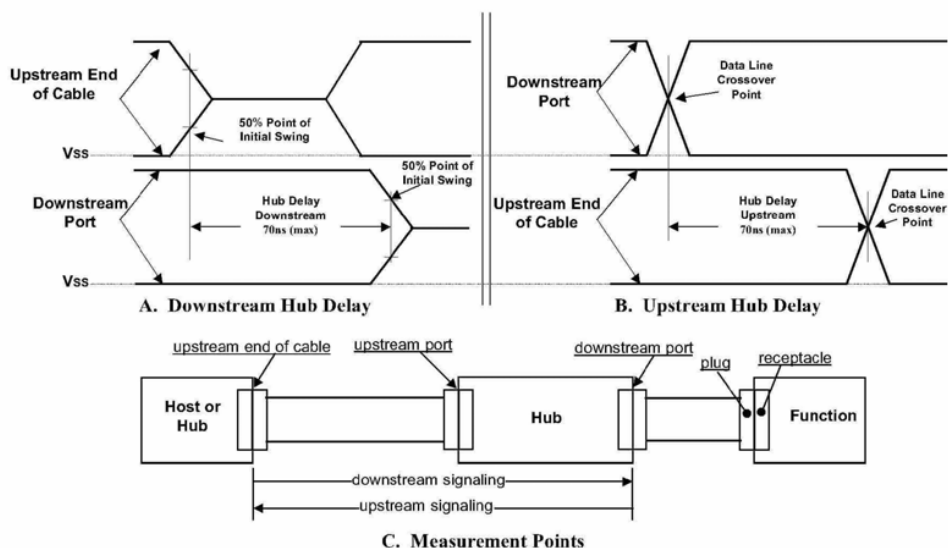 Upstream End
of Cable
50% Point of
Initial Swing
VSS
50% Point of
Initial Swing
Downstream
Port
Hub Delay
Downstream
70ns (max)
VSS
A. Downstream Hub Delay
Downstream
Port
Data Line
Crossover
Point
Upstream End
of Cable
Hub Delay
Upstream
70ns (max)
Data Line
Crossover
Point
B. Upstream Hub Delay
upstream end of cable
upstream port
downstream port
plug
receptacle
Host or
Hub
Hub
Function
downstream signaling
upstream signaling
C. Measurement Points